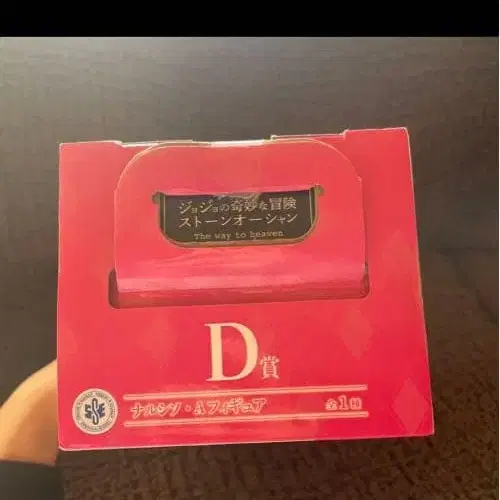 ジョジョの奇妙な冒険
ストーンオーシャン
The way to heaven
D賞
ナルシソ・Aフィギュア
全1種